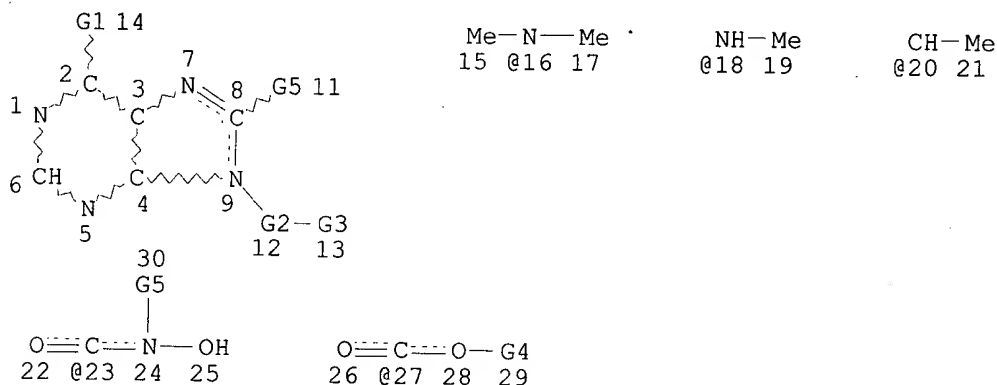 G1 14
Me—N—Me
15 @16 17
NH—Me
@18 19
CH—Me
@20 21
2
7
1
3
N
8
G5 11
C
N
C
C
6
CH
C
N
N
4
9
5
G2—G3
12 13
30
G5
O C N OH
22 @23 24 25
O C O—G4
26 @27 28 29